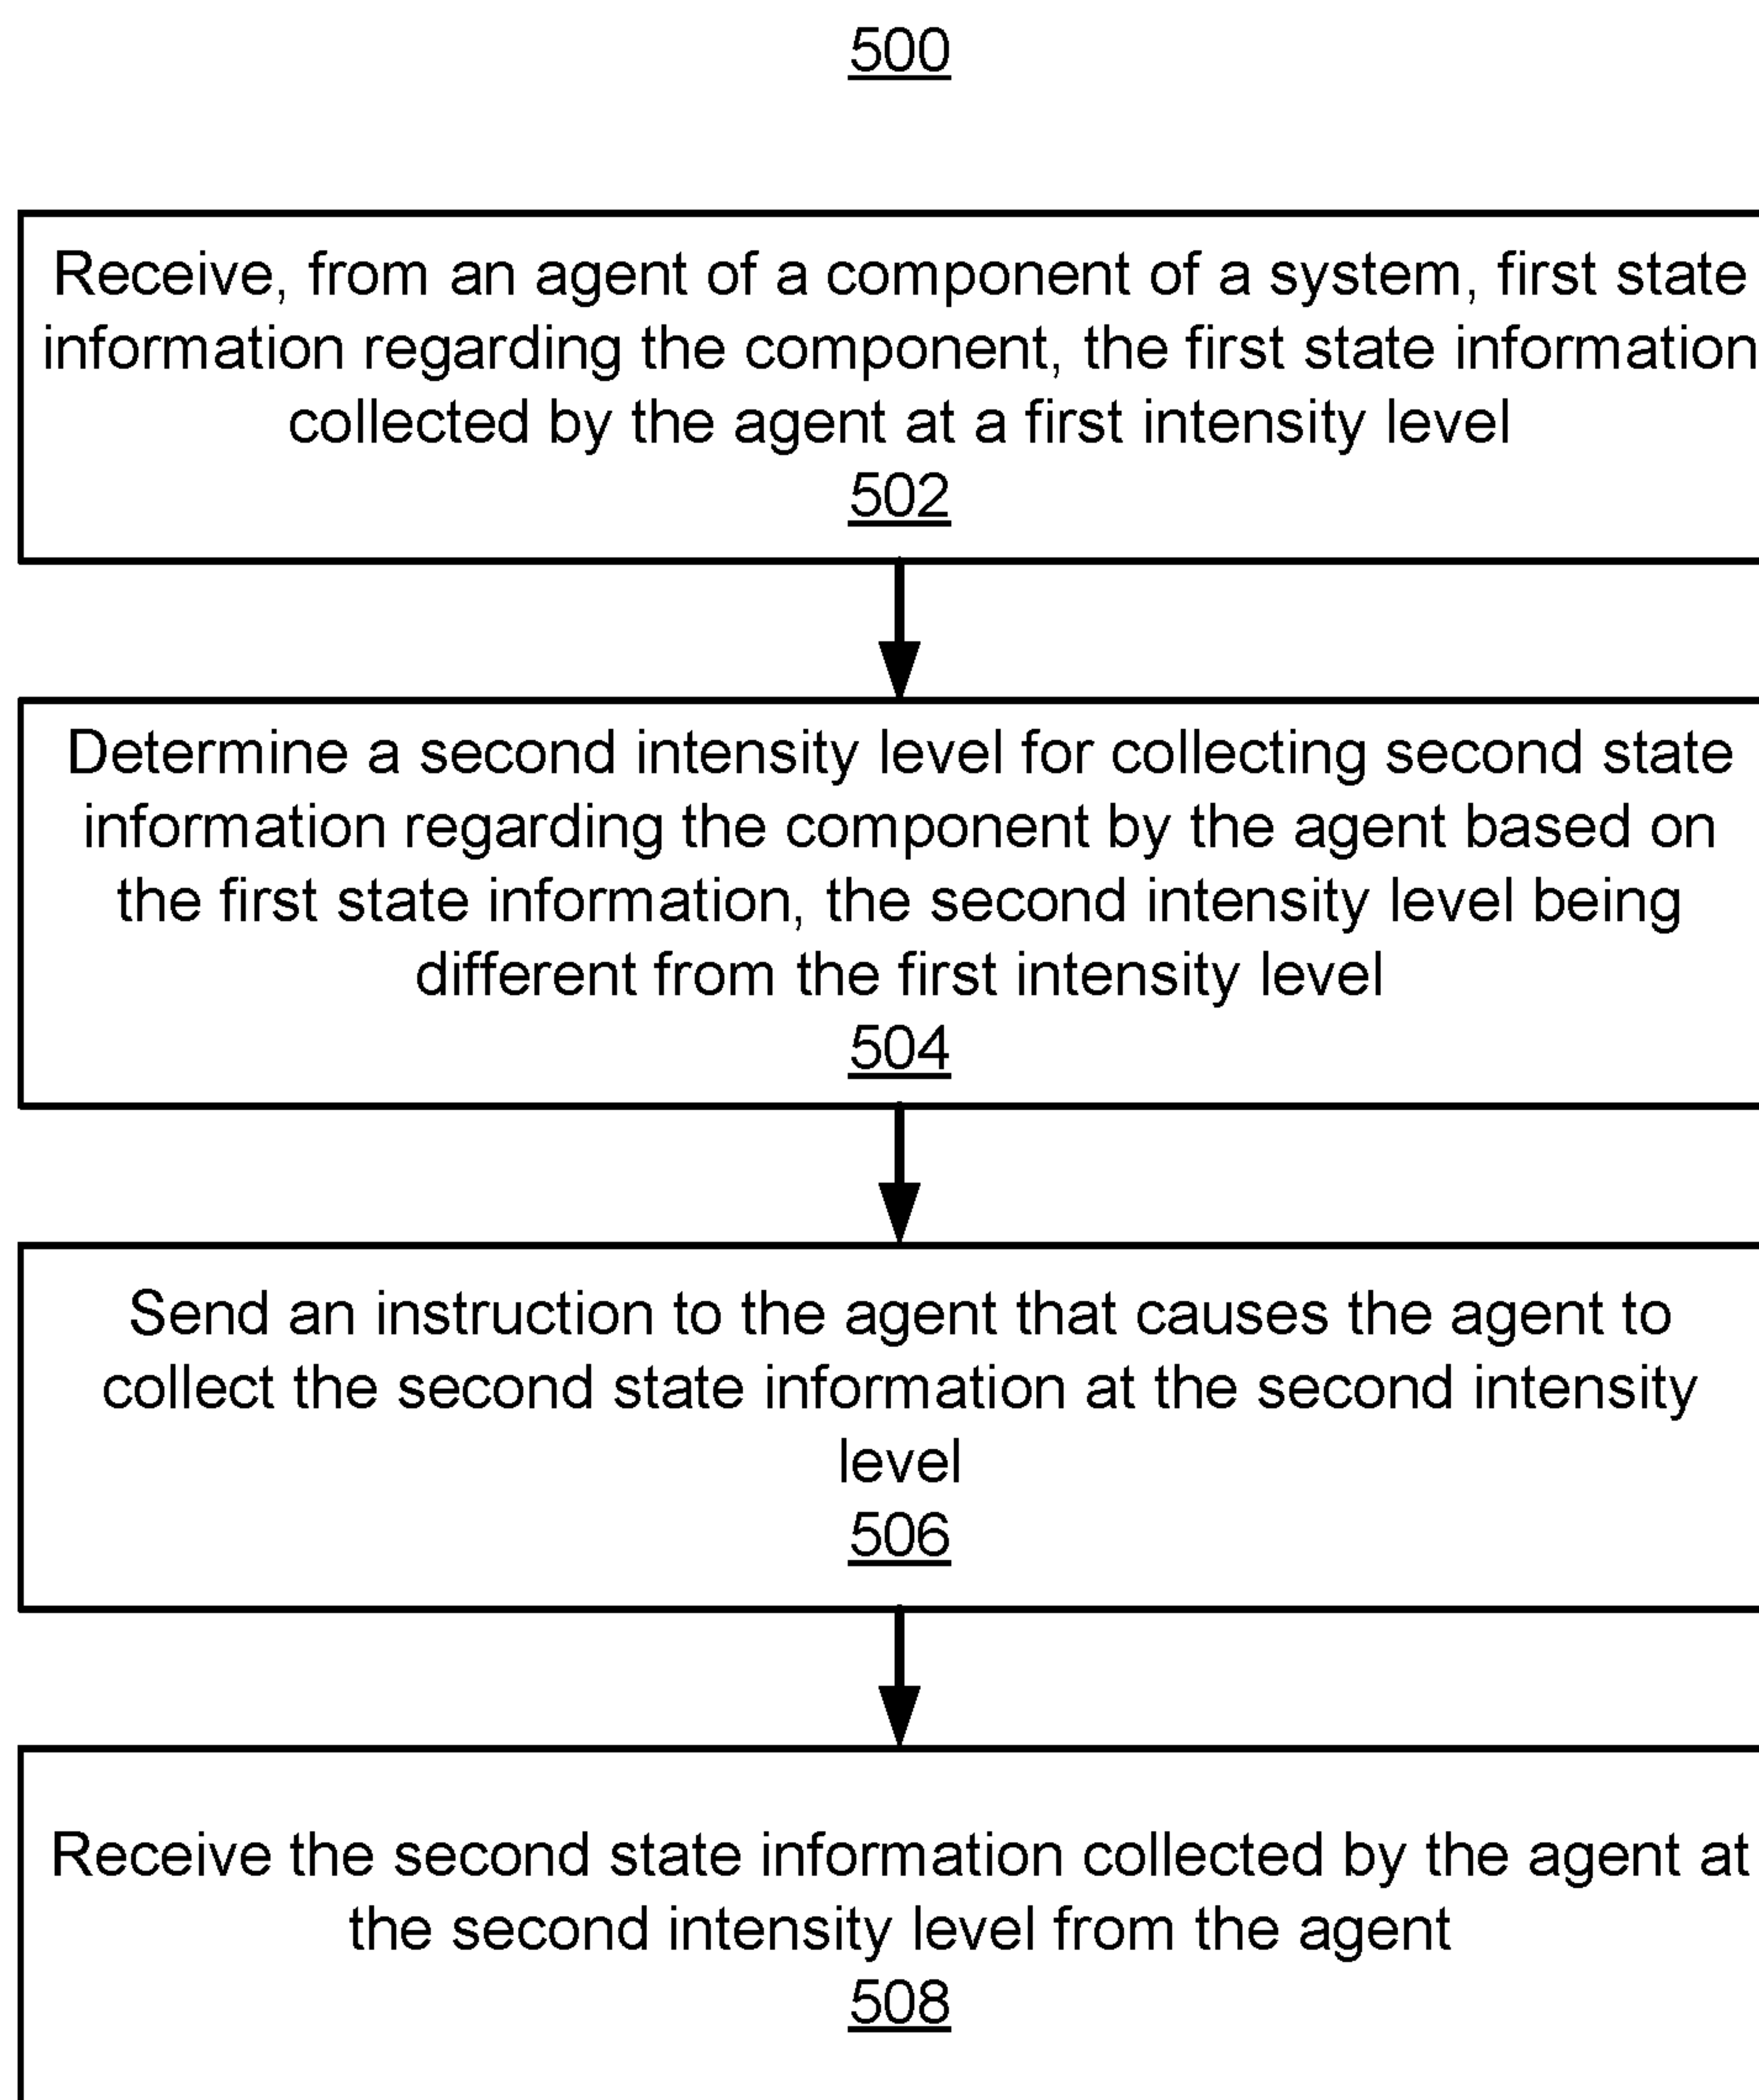 500
Receive, from an agent of a component of a system, first state
information regarding the component, the first state information
collected by the agent at a first intensity level
502
Determine a second intensity level for collecting second state
information regarding the component by the agent based on
the first state information, the second intensity level being
different from the first intensity level
504
Send an instruction to the agent that causes the agent to
collect the second state information at the second intensity
level
506
Receive the second state information collected by the agent at
the second intensity level from the agent
508